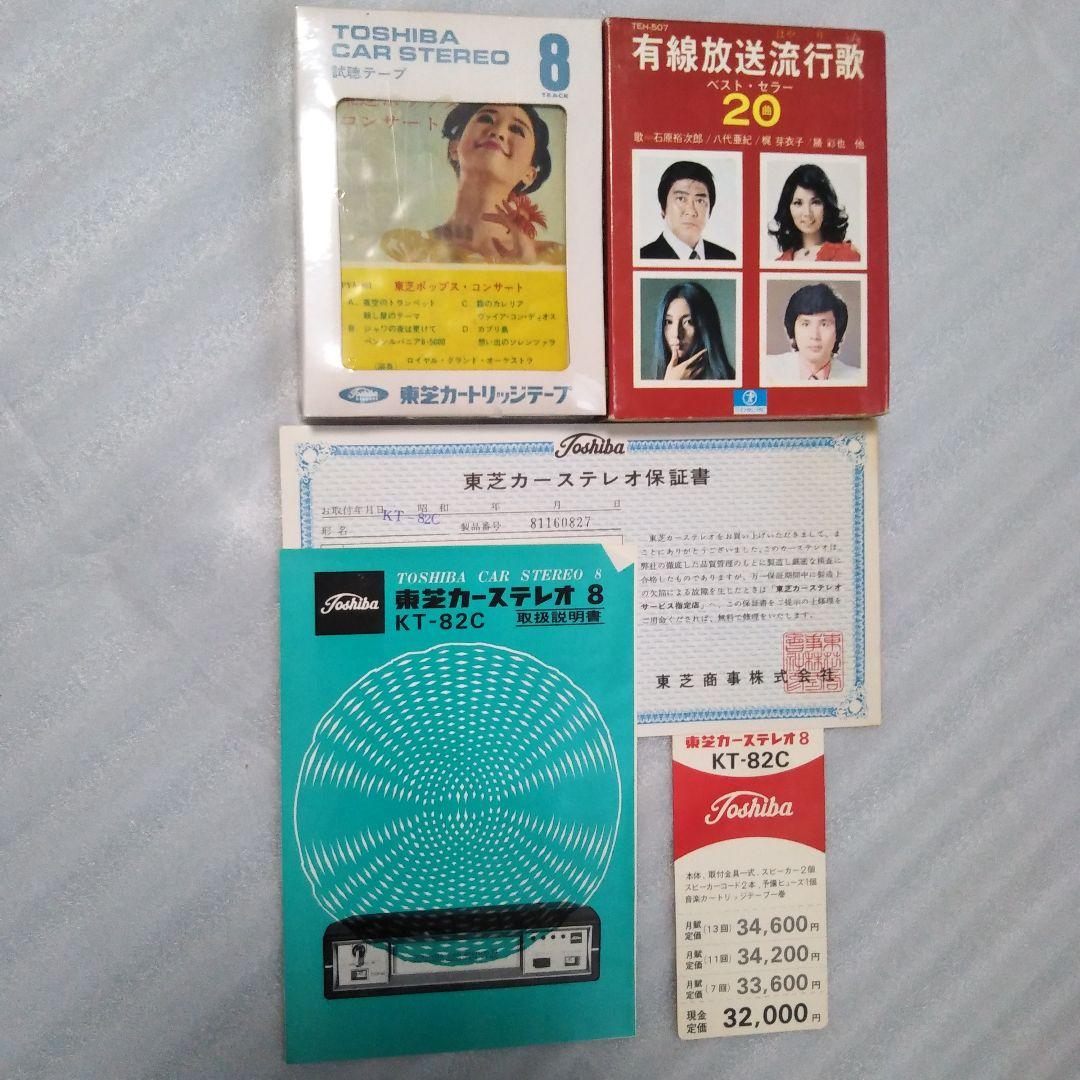 TOSHIBA
CAR STEREO
試聴テープ
8
TRACK
コンサート
東芝ポップス・コンサート
A. 夜空のトランペット
殺し屋のテーマ
B ジャワの夜は更けて
ペンシルバニア6-5000
C 霧のカレリア
ヴァイア・コン・ディオス
D カプリ島
想い出のソレンツァラ
ロイヤル・グランド・オーケストラ
(演奏)
Toshiba
東芝カートリッジテープ
TEH-507
はやり
有線放送流行歌
ベスト・セラー
20曲
歌 石原裕次郎/八代亜紀/梶 芽衣子/勝 彩也 他
Toshiba
東芝カーステレオ保証書
お取付年月日 昭和 年 月 日
形名 KT-82C 製品番号 81160827
東芝カーステレオをお買い上げいただきまして、ま
ことにありがとうございました。このカーステレオは、
弊社の徹底した品質管理のもとに製造し厳密な検査に
合格したものでありますが、万一保証期間中に製造上
の欠陥による故障を生じたときは「東芝カーステレオ
サービス指定店」へ、この保証書をご提示の上修理を
ご用命くだされば、無料で修理をいたします。
東芝商事株式会社
Toshiba
TOSHIBA CAR STEREO 8
東芝カーステレオ 8
KT-82C 取扱説明書
東芝カーステレオ8
KT-82C
Toshiba
本体、取付金具一式、スピーカー2個
スピーカーコード2本、予備ヒューズ1個
音楽カートリッジテープ一巻
月賦定価(13回) 34,600円
月賦定価(11回) 34,200円
月賦定価(7回) 33,600円
現金定価 32,000円